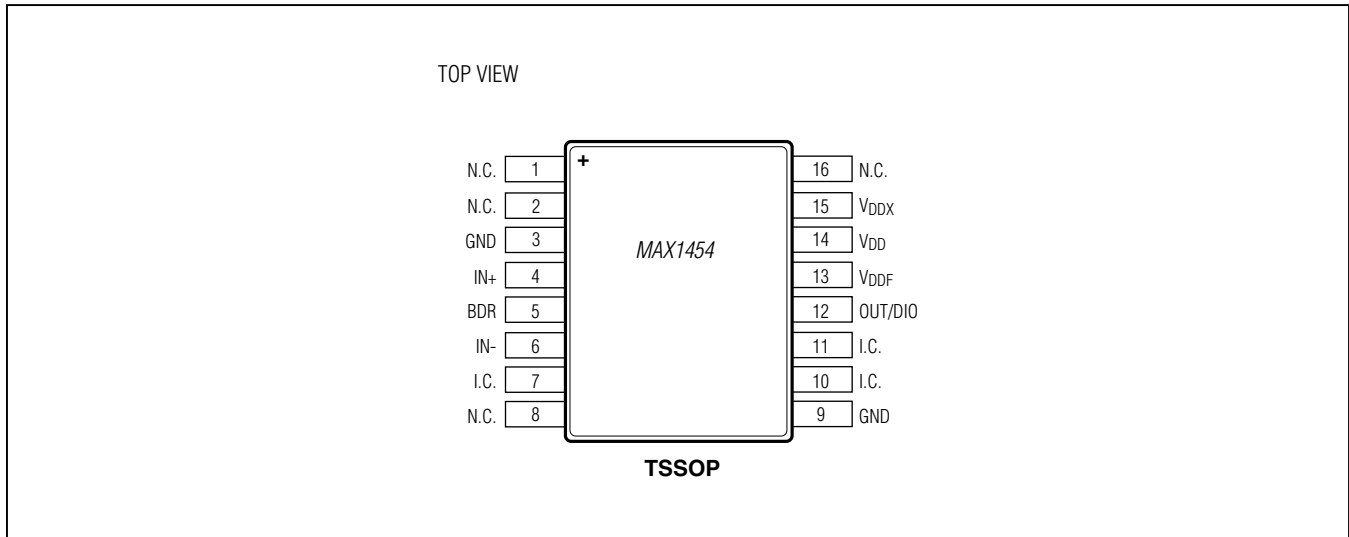 TOP VIEW
N.C. 1
N.C. 2
GND 3
IN+ 4
BDR 5
IN- 6
I.C. 7
N.C. 8
+
MAX1454
16 N.C.
15 VDDX
14 VDD
13 VDDF
12 OUT/DIO
11 I.C.
10 I.C.
9 GND
TSSOP